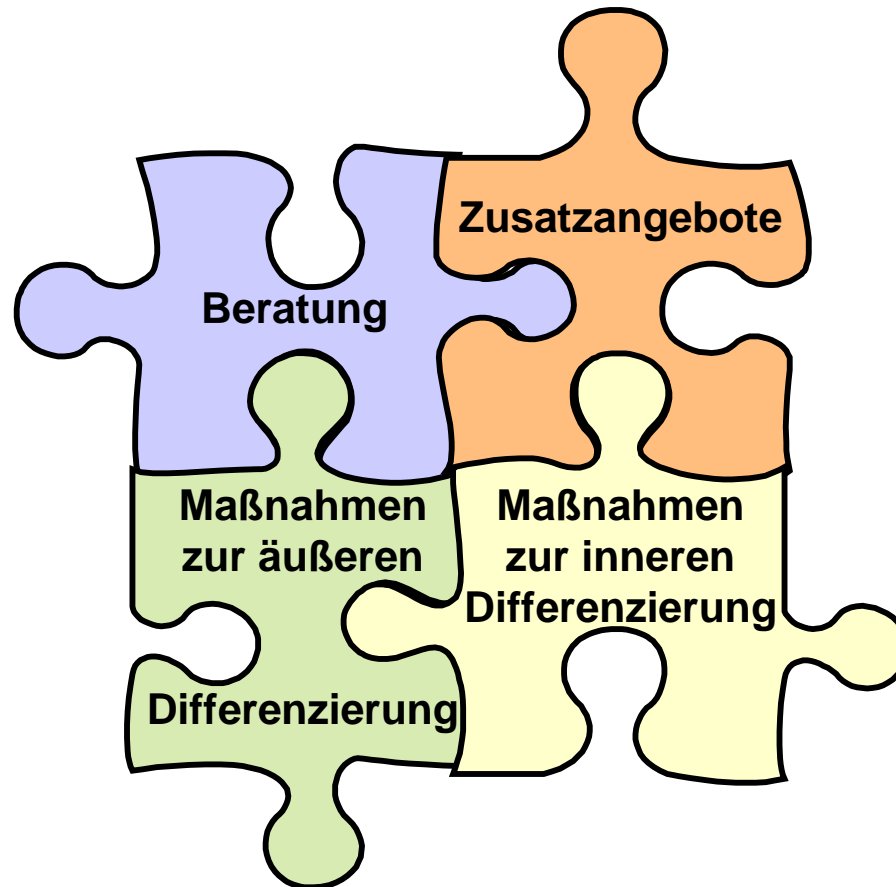 Zusatzangebote
Beratung
Maßnahmen
zur äußeren
Differenzierung
Maßnahmen
zur inneren
Differenzierung